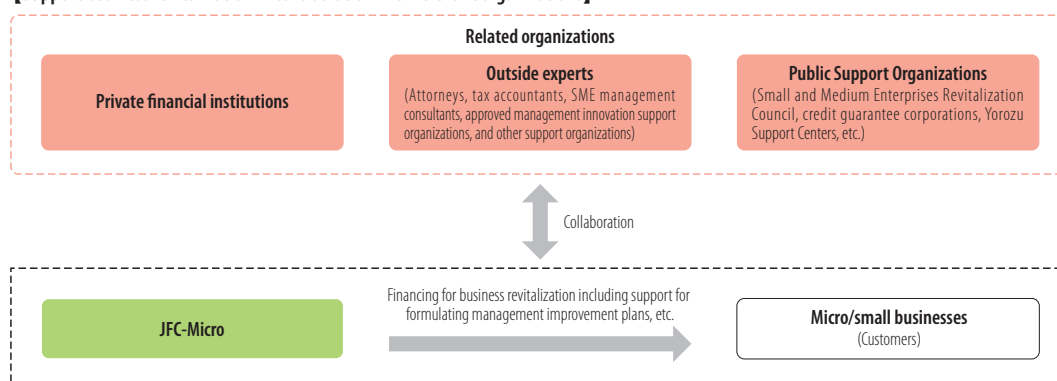 Related organizations
Private financial institutions
Outside experts
(Attorneys, tax accountants, SME management
consultants, approved management innovation support
organizations, and other support organizations)
Public Support Organizations
(Small and Medium Enterprises Revitalization
Council, credit guarantee corporations, Yorozu
Support Centers, etc.)
Collaboration
JFC-Micro
Financing for business revitalization including support for
formulating management improvement plans, etc.
Micro/small businesses
(Customers)